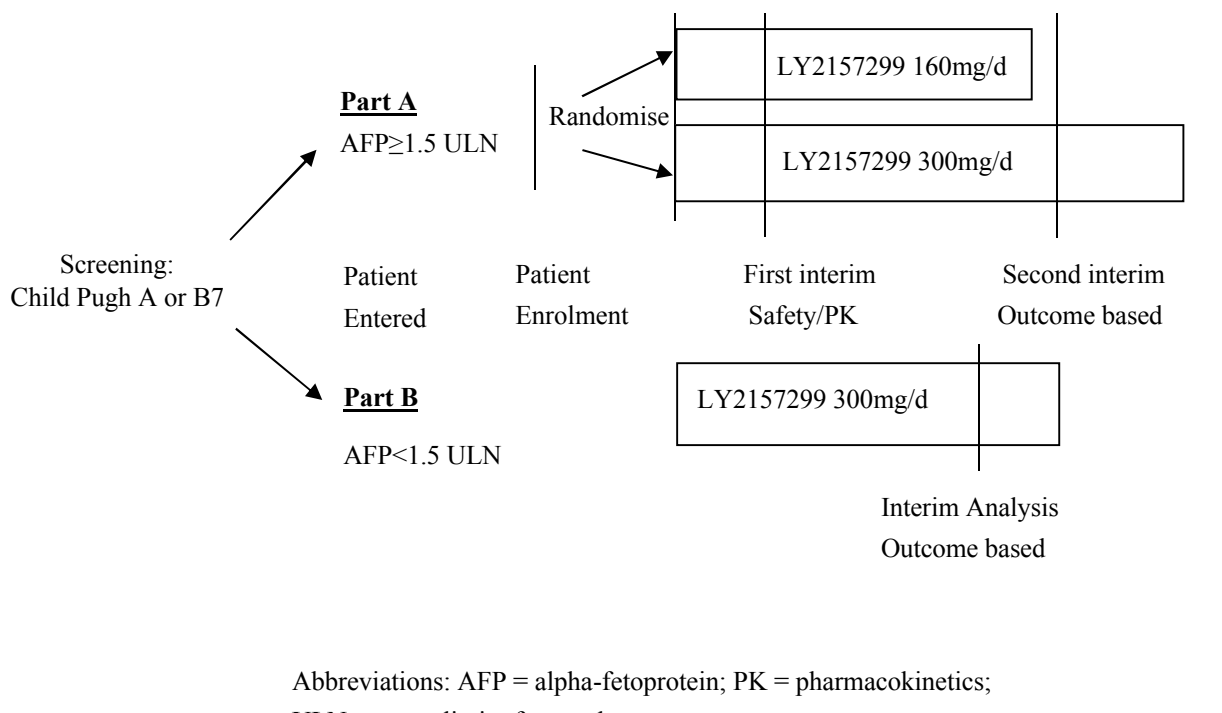 LY2157299 160mg/d
Part A
Randomise
AFP≥1.5 ULN
LY2157299 300mg/d
Screening:
Child Pugh A or B7
Patient
Entered
Patient
Enrolment
First interim
Safety/PK
Second interim
Outcome based
Part B
LY2157299 300mg/d
AFP<1.5 ULN
Interim Analysis
Outcome based
Abbreviations: AFP = alpha-fetoprotein; PK = pharmacokinetics;